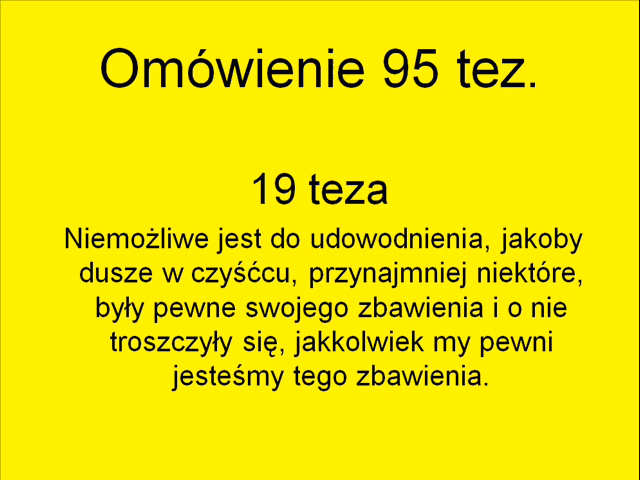 Omówienie 95 tez.
19 teza
Niemożliwe jest do udowodnienia, jakoby
dusze w czyśćcu, przynajmniej niektóre,
były pewne swojego zbawienia i o nie
troszczyły się, jakkolwiek my pewni
jesteśmy tego zbawienia.